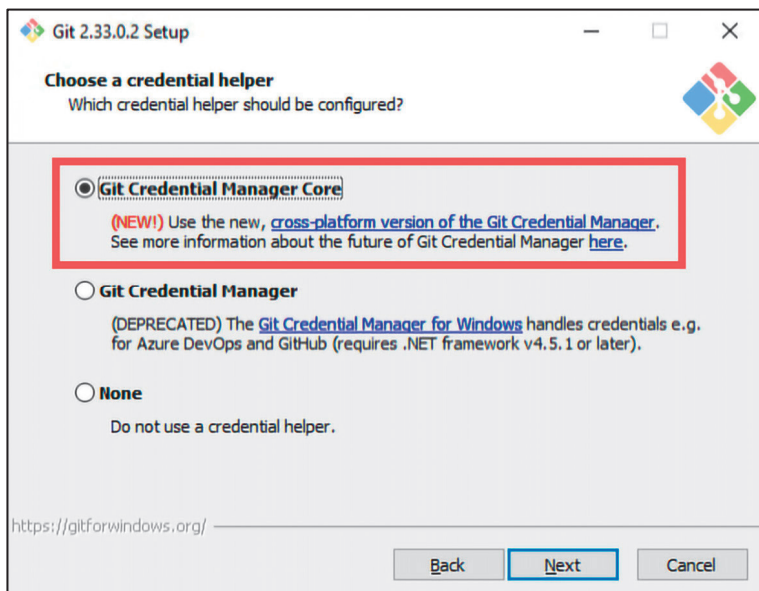 Git 2.33.0.2 Setup
Choose a credential helper
Which credential helper should be configured?
Git Credential Manager Core
(NEW!) Use the new, cross-platform version of the Git Credential Manager.
See more information about the future of Git Credential Manager here.
Git Credential Manager
(DEPRECATED) The Git Credential Manager for Windows handles credentials e.g.
for Azure DevOps and GitHub (requires .NET framework v4.5.1 or later).
None
Do not use a credential helper.
https://gitforwindows.org/
Back Next Cancel